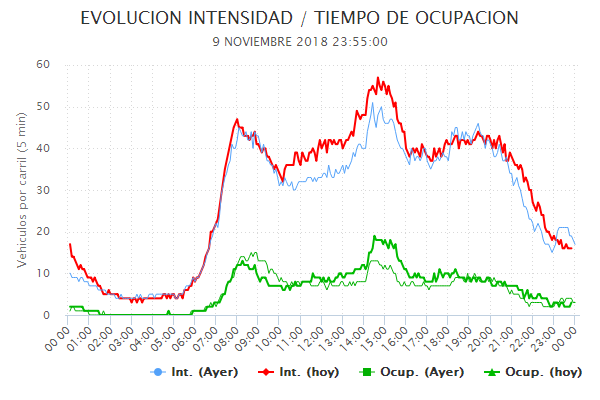 EVOLUCION INTENSIDAD / TIEMPO DE OCUPACION
9 NOVIEMBRE 2018 23:55:00
Vehiculos por carril (5 min)
60
50
40
30
20
10
0
00:00 01:00 02:00 03:00 04:00 05:00 06:00 07:00 08:00 09:00 10:00 11:00 12:00 13:00 14:00 15:00 16:00 17:00 18:00 19:00 20:00 21:00 22:00 23:00 00:00
Int. (Ayer) Int. (hoy) Ocup. (Ayer) Ocup. (hoy)